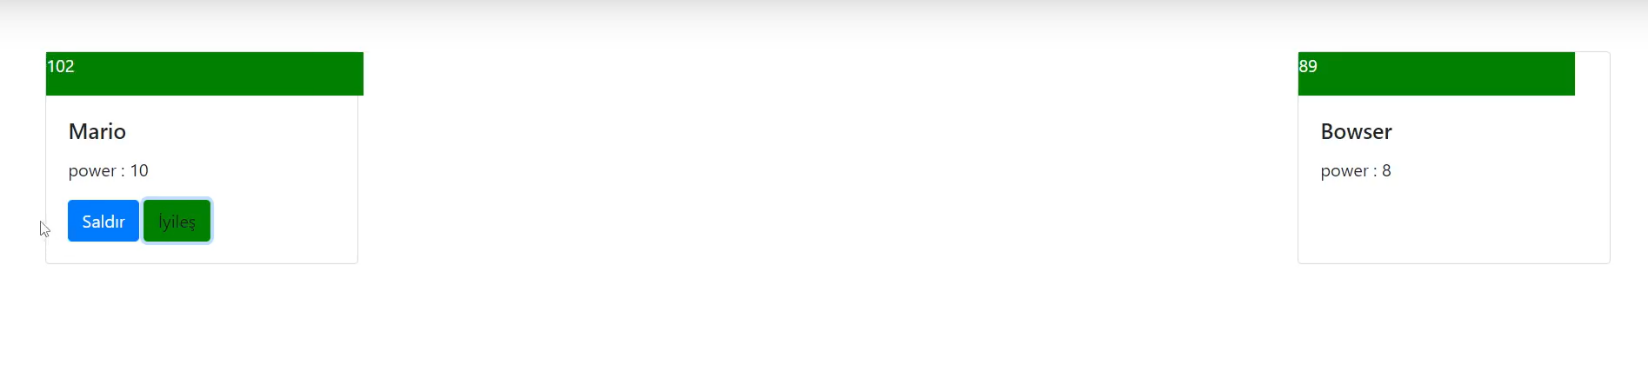 102
Mario
power : 10
Saldır İyileş
89
Bowser
power : 8